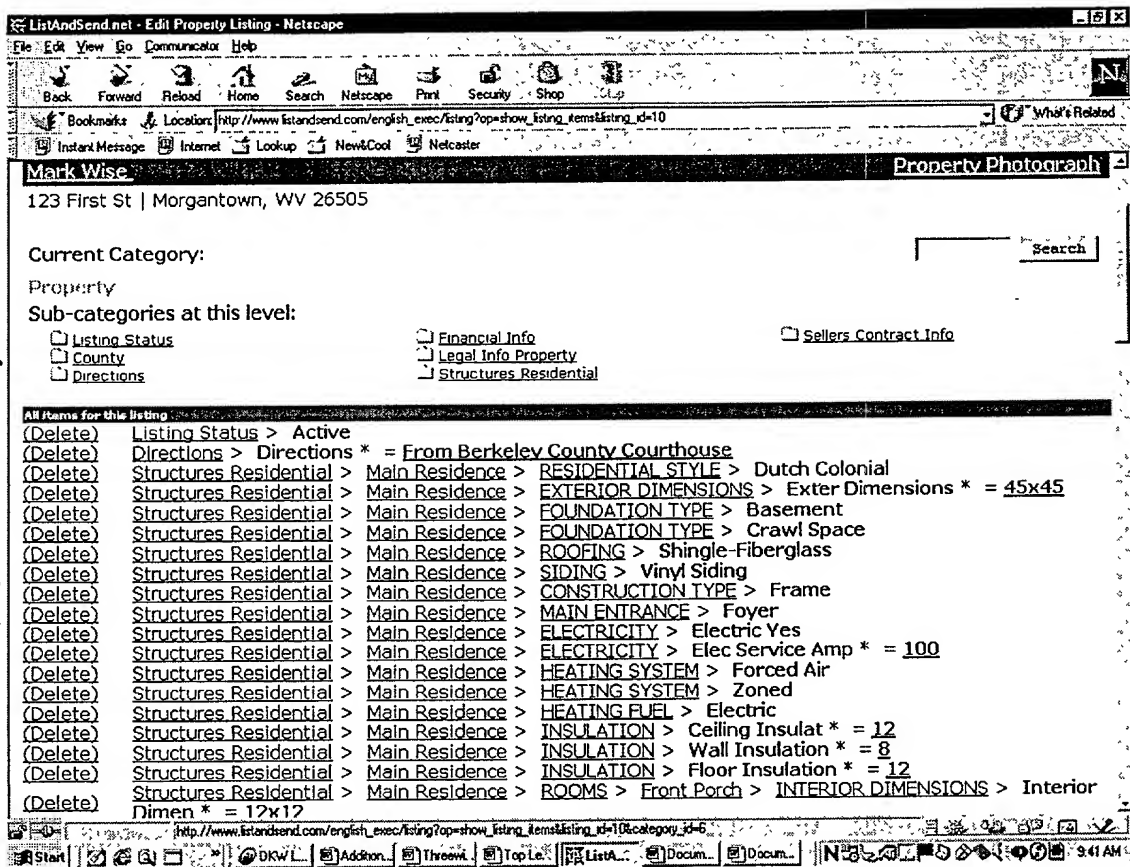 ListAndSend.net - Edit Property Listing - Netscape
File Edit View Go Communicator Help
Back Forward Reload Home Search Netscape Print Security Shop Stop
Bookmarks Location: http://www.listandsend.com/english_exec/listing?op=show_listing_items&listing_id=10 What's Related
Instant Message Internet Lookup New&Cool Netcaster
Mark Wise Property Photograph
123 First St | Morgantown, WV 26505
Current Category: Search
Property
Sub-categories at this level:
Listing Status Financial Info Sellers Contract Info
County Legal Info Property
Directions Structures Residential
All items for this listing
(Delete) Listing Status > Active
(Delete) Directions > Directions * = From Berkeley County Courthouse
(Delete) Structures Residential > Main Residence > RESIDENTIAL STYLE > Dutch Colonial
(Delete) Structures Residential > Main Residence > EXTERIOR DIMENSIONS > Exter Dimensions * = 45x45
(Delete) Structures Residential > Main Residence > FOUNDATION TYPE > Basement
(Delete) Structures Residential > Main Residence > FOUNDATION TYPE > Crawl Space
(Delete) Structures Residential > Main Residence > ROOFING > Shingle-Fiberglass
(Delete) Structures Residential > Main Residence > SIDING > Vinyl Siding
(Delete) Structures Residential > Main Residence > CONSTRUCTION TYPE > Frame
(Delete) Structures Residential > Main Residence > MAIN ENTRANCE > Foyer
(Delete) Structures Residential > Main Residence > ELECTRICITY > Electric Yes
(Delete) Structures Residential > Main Residence > ELECTRICITY > Elec Service Amp * = 100
(Delete) Structures Residential > Main Residence > HEATING SYSTEM > Forced Air
(Delete) Structures Residential > Main Residence > HEATING SYSTEM > Zoned
(Delete) Structures Residential > Main Residence > HEATING FUEL > Electric
(Delete) Structures Residential > Main Residence > INSULATION > Ceiling Insulat * = 12
(Delete) Structures Residential > Main Residence > INSULATION > Wall Insulation * = 8
(Delete) Structures Residential > Main Residence > INSULATION > Floor Insulation * = 12
(Delete) Structures Residential > Main Residence > ROOMS > Front Porch > INTERIOR DIMENSIONS > Interior
Dimen * = 12x12
http://www.listandsend.com/english_exec/listing?op=show_listing_items&listing_id=10&category_id=6
Start DKW L... Addition... Threewi... Top Le... ListA... Docum... Docum... 9:41 AM